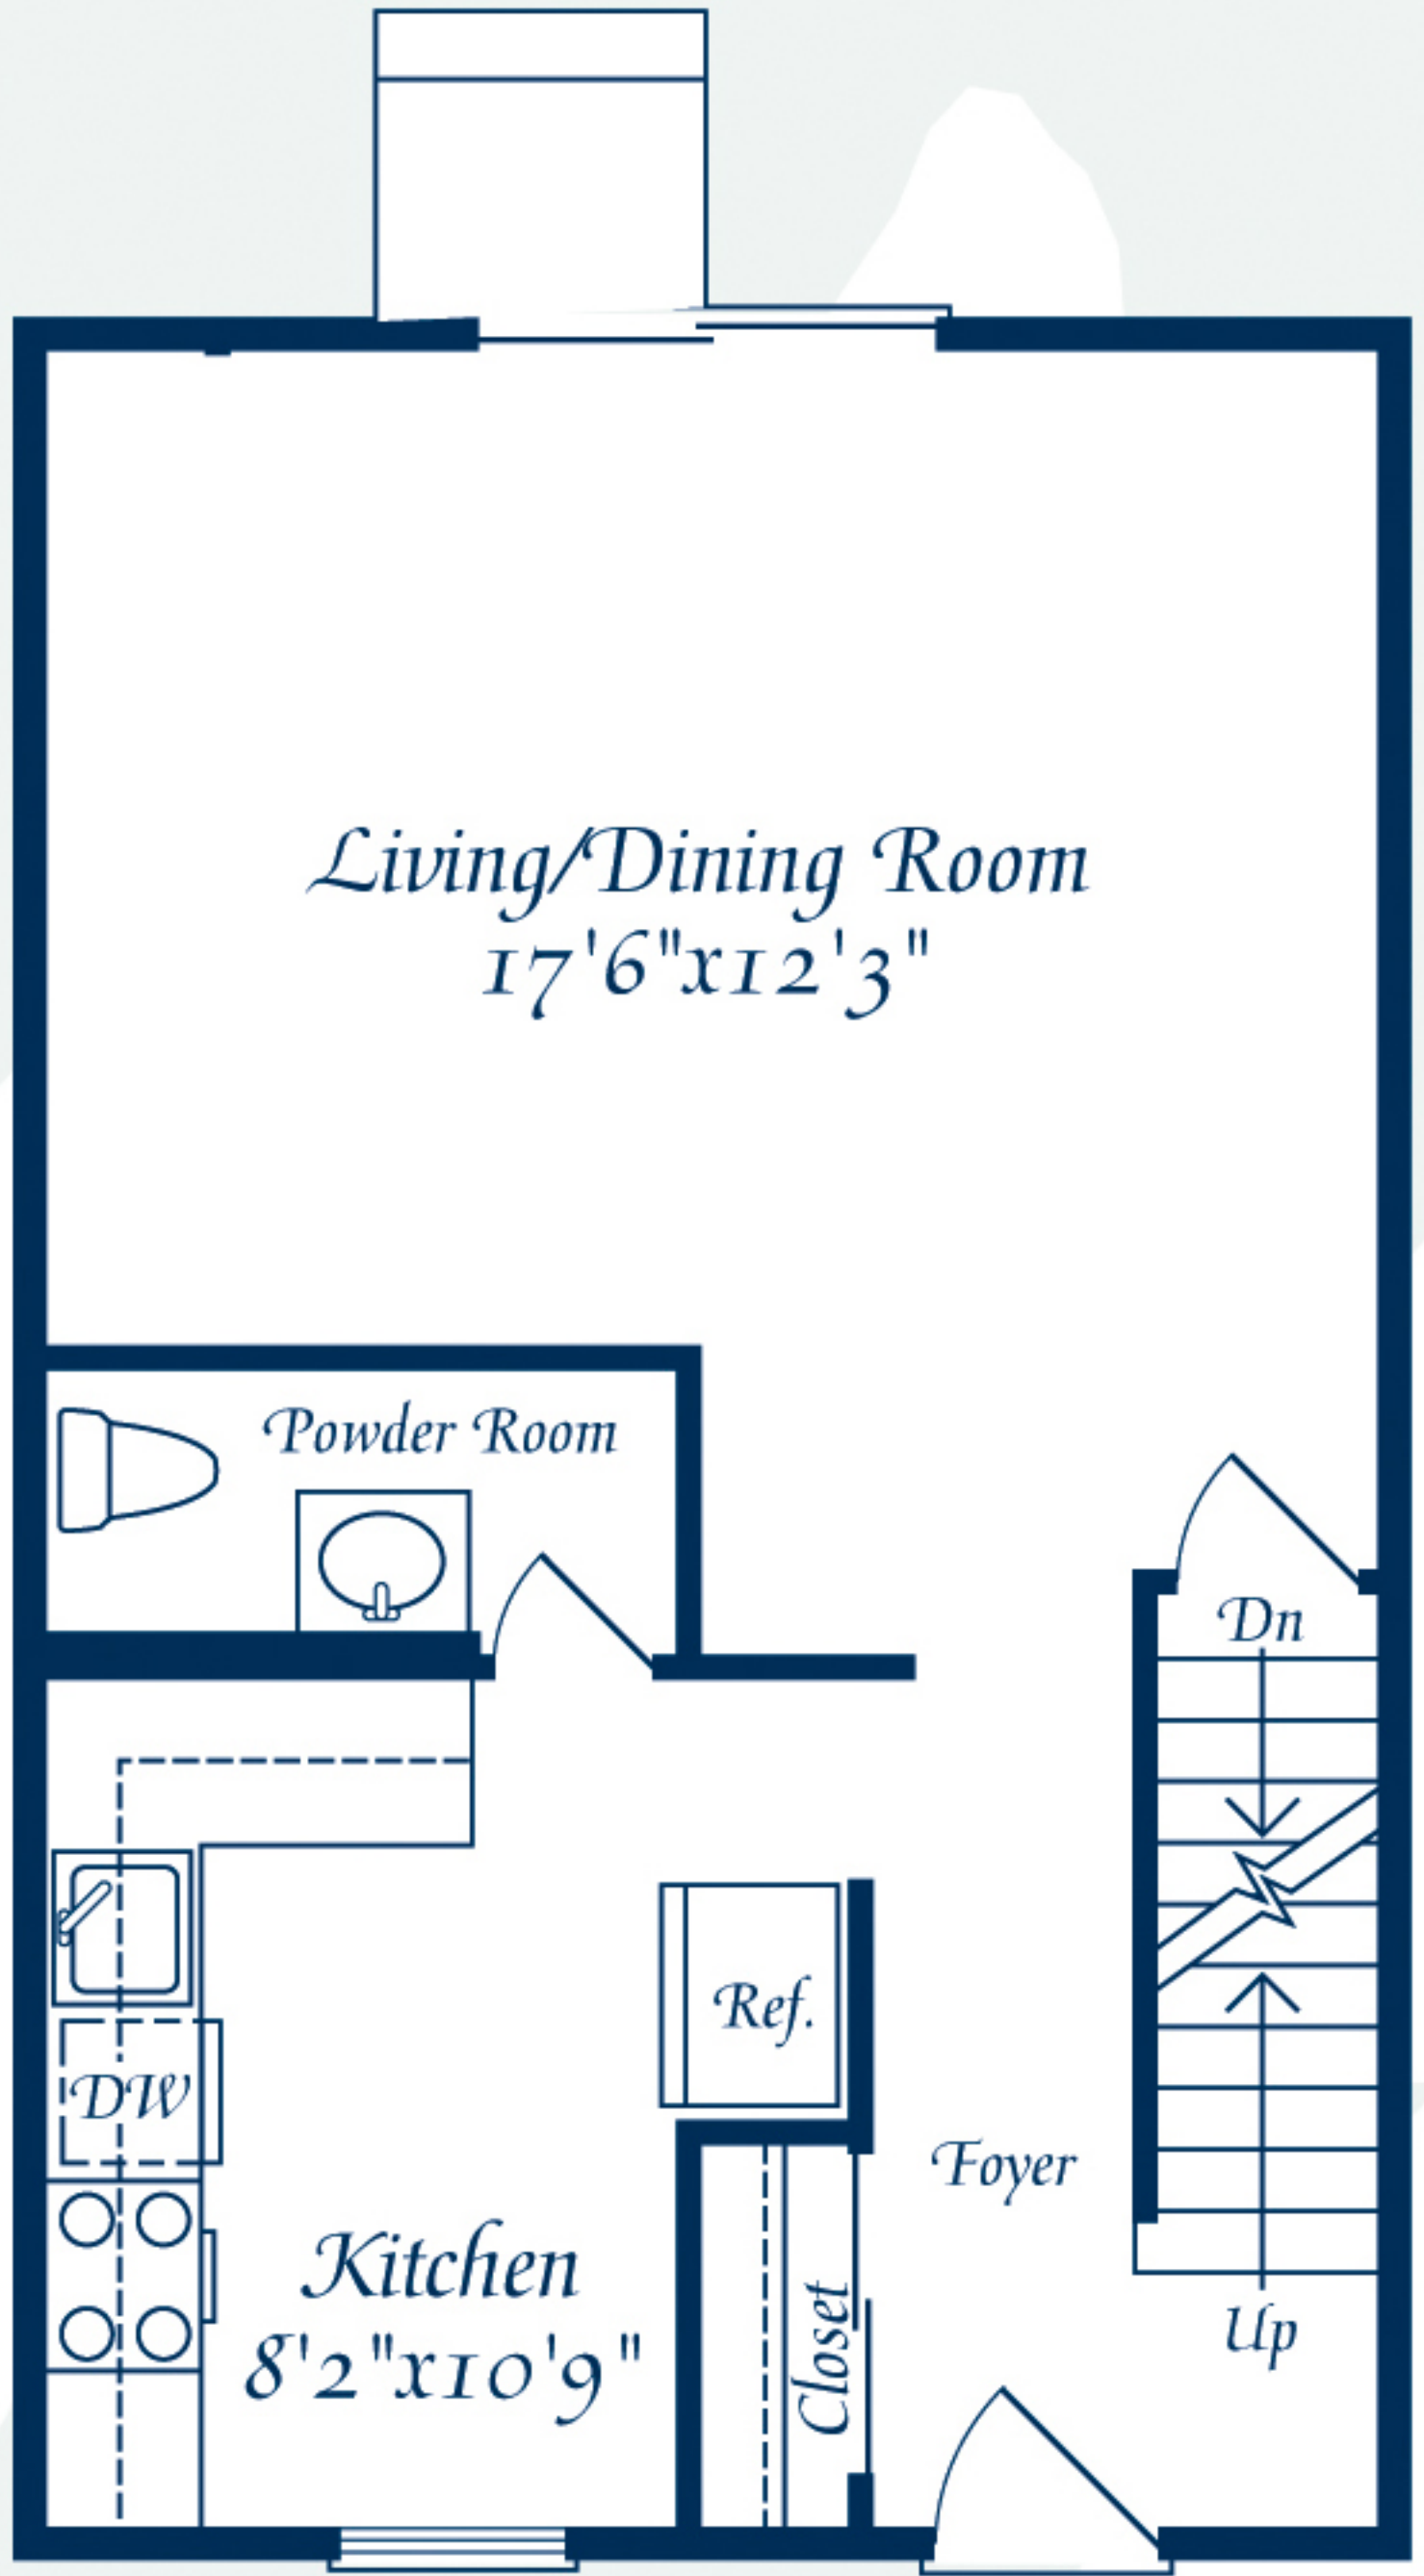 Living/Dining Room
17'6"x12'3"
Powder Room
Dn
Ref.
DW
Foyer
Kitchen
8'2"x10'9"
Closet
Up